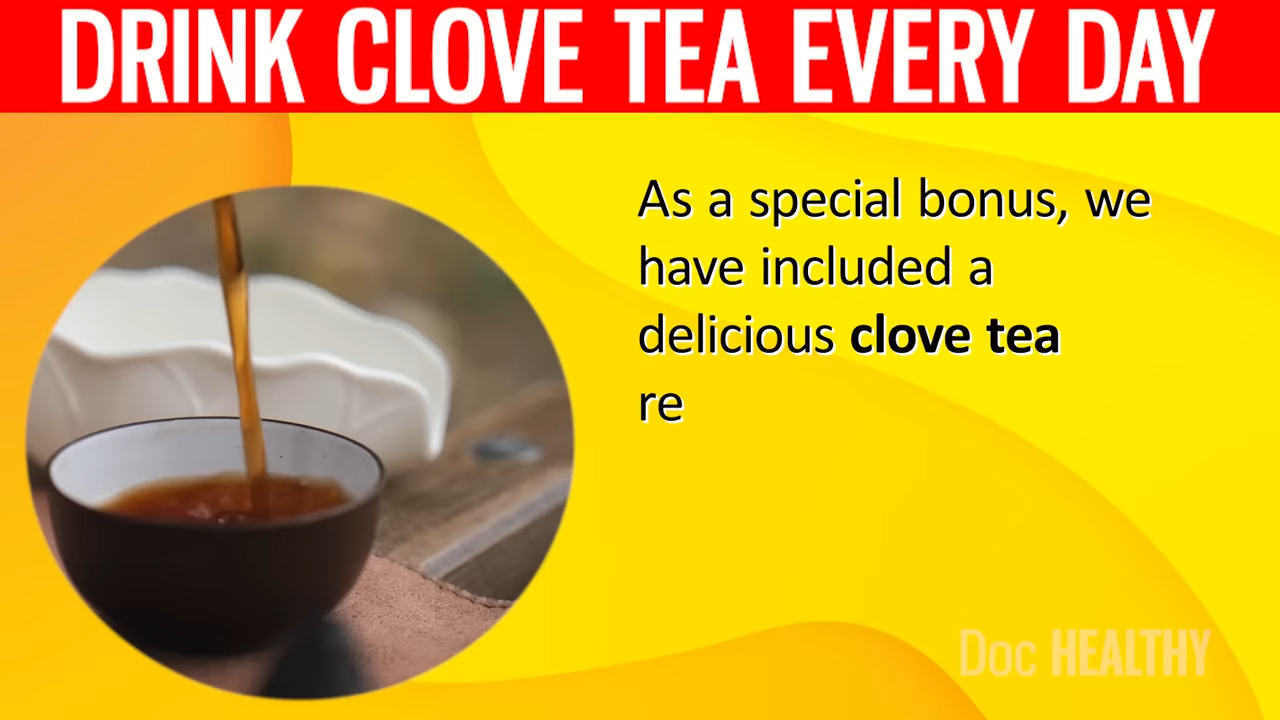 DRINK CLOVE TEA EVERY DAY
As a special bonus, we
have included a
delicious clove tea
re
Doc HEALTHY